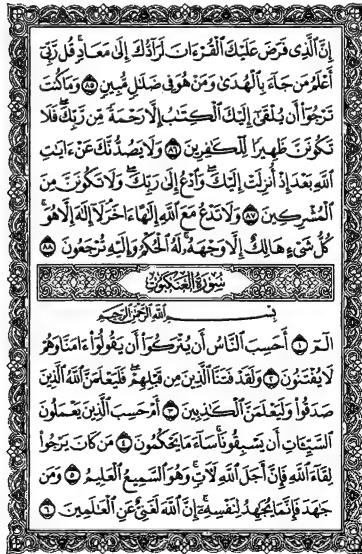 إِنَّ ٱلَّذِى فَرَضَ عَلَيْكَ ٱلْقُرْءَانَ لَرَآدُّكَ إِلَىٰ مَعَادٍ ۚ قُل رَّبِّىٓ
أَعْلَمُ مَن جَآءَ بِٱلْهُدَىٰ وَمَنْ هُوَ فِى ضَلَٰلٍ مُّبِينٍ ٨٥ وَمَا كُنتَ
تَرْجُوٓا۟ أَن يُلْقَىٰٓ إِلَيْكَ ٱلْكِتَٰبُ إِلَّا رَحْمَةً مِّن رَّبِّكَ ۖ فَلَا
تَكُونَنَّ ظَهِيرًا لِّلْكَٰفِرِينَ ٨٦ وَلَا يَصُدُّنَّكَ عَنْ ءَايَٰتِ
ٱللَّهِ بَعْدَ إِذْ أُنزِلَتْ إِلَيْكَ ۖ وَٱدْعُ إِلَىٰ رَبِّكَ ۖ وَلَا تَكُونَنَّ مِنَ
ٱلْمُشْرِكِينَ ٨٧ وَلَا تَدْعُ مَعَ ٱللَّهِ إِلَٰهًا ءَاخَرَ ۘ لَآ إِلَٰهَ إِلَّا هُوَ ۚ
كُلُّ شَىْءٍ هَالِكٌ إِلَّا وَجْهَهُۥ ۚ لَهُ ٱلْحُكْمُ وَإِلَيْهِ تُرْجَعُونَ ٨٨
سُورَةُ الْعَنكَبُوتِ
بِسْمِ ٱللَّهِ ٱلرَّحْمَٰنِ ٱلرَّحِيمِ
الٓمٓ ١ أَحَسِبَ ٱلنَّاسُ أَن يُتْرَكُوٓا۟ أَن يَقُولُوٓا۟ ءَامَنَّا وَهُمْ
لَا يُفْتَنُونَ ٢ وَلَقَدْ فَتَنَّا ٱلَّذِينَ مِن قَبْلِهِمْ ۖ فَلَيَعْلَمَنَّ ٱللَّهُ ٱلَّذِينَ
صَدَقُوا۟ وَلَيَعْلَمَنَّ ٱلْكَٰذِبِينَ ٣ أَمْ حَسِبَ ٱلَّذِينَ يَعْمَلُونَ
ٱلسَّيِّـَٔاتِ أَن يَسْبِقُونَا ۚ سَآءَ مَا يَحْكُمُونَ ٤ مَن كَانَ يَرْجُوا۟
لِقَآءَ ٱللَّهِ فَإِنَّ أَجَلَ ٱللَّهِ لَءَاتٍ ۚ وَهُوَ ٱلسَّمِيعُ ٱلْعَلِيمُ ٥ وَمَن
جَٰهَدَ فَإِنَّمَا يُجَٰهِدُ لِنَفْسِهِۦٓ ۚ إِنَّ ٱللَّهَ لَغَنِىٌّ عَنِ ٱلْعَٰلَمِينَ ٦